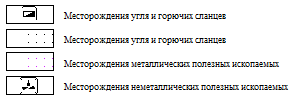 Месторождения угля и горючих сланцев
Месторождения угля и горючих сланцев
Месторождения металлических полезных ископаемых
Месторождения неметаллических полезных ископаемых